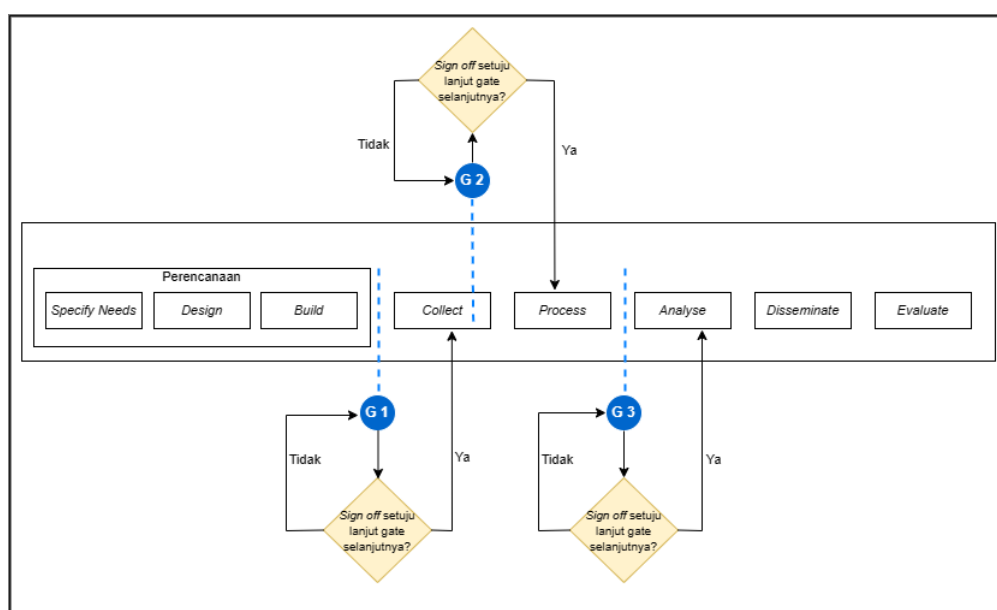 Sign off setuju
lanjut gate
selanjutnya?
Tidak
Ya
G 2
Perencanaan
Specify Needs
Design
Build
Collect
Process
Analyse
Disseminate
Evaluate
G 1
Tidak
Ya
Sign off setuju
lanjut gate
selanjutnya?
G 3
Tidak
Ya
Sign off setuju
lanjut gate
selanjutnya?